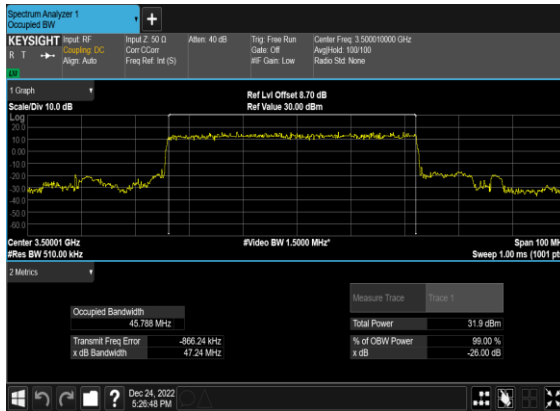 Spectrum Analyzer 1
Occupied BW
KEYSIGHT
R T
Input: RF
Coupling: DC
Align: Auto
Input Z: 50 Ω
Corr CCorr
Freq Ref: Int (S)
Atten: 40 dB
Trig: Free Run
Gate: Off
#IF Gain: Low
Center Freq: 3.500010000 GHz
Avg|Hold: 100/100
Radio Std: None
1 Graph
Scale/Div 10.0 dB
Ref Lvl Offset 8.70 dB
Ref Value 30.00 dBm
Log
20.0
10.0
0.00
-10.0
-20.0
-30.0
-40.0
-50.0
-60.0
Center 3.50001 GHz
#Res BW 510.00 kHz
#Video BW 1.5000 MHz*
Span 100 MH
Sweep 1.00 ms (1001 pt
2 Metrics
Measure Trace
Trace 1
Occupied Bandwidth
45.788 MHz
Total Power
31.9 dBm
Transmit Freq Error
-866.24 kHz
% of OBW Power
99.00 %
x dB Bandwidth
47.24 MHz
x dB
-26.00 dB
Dec 24, 2022
5:26:48 PM